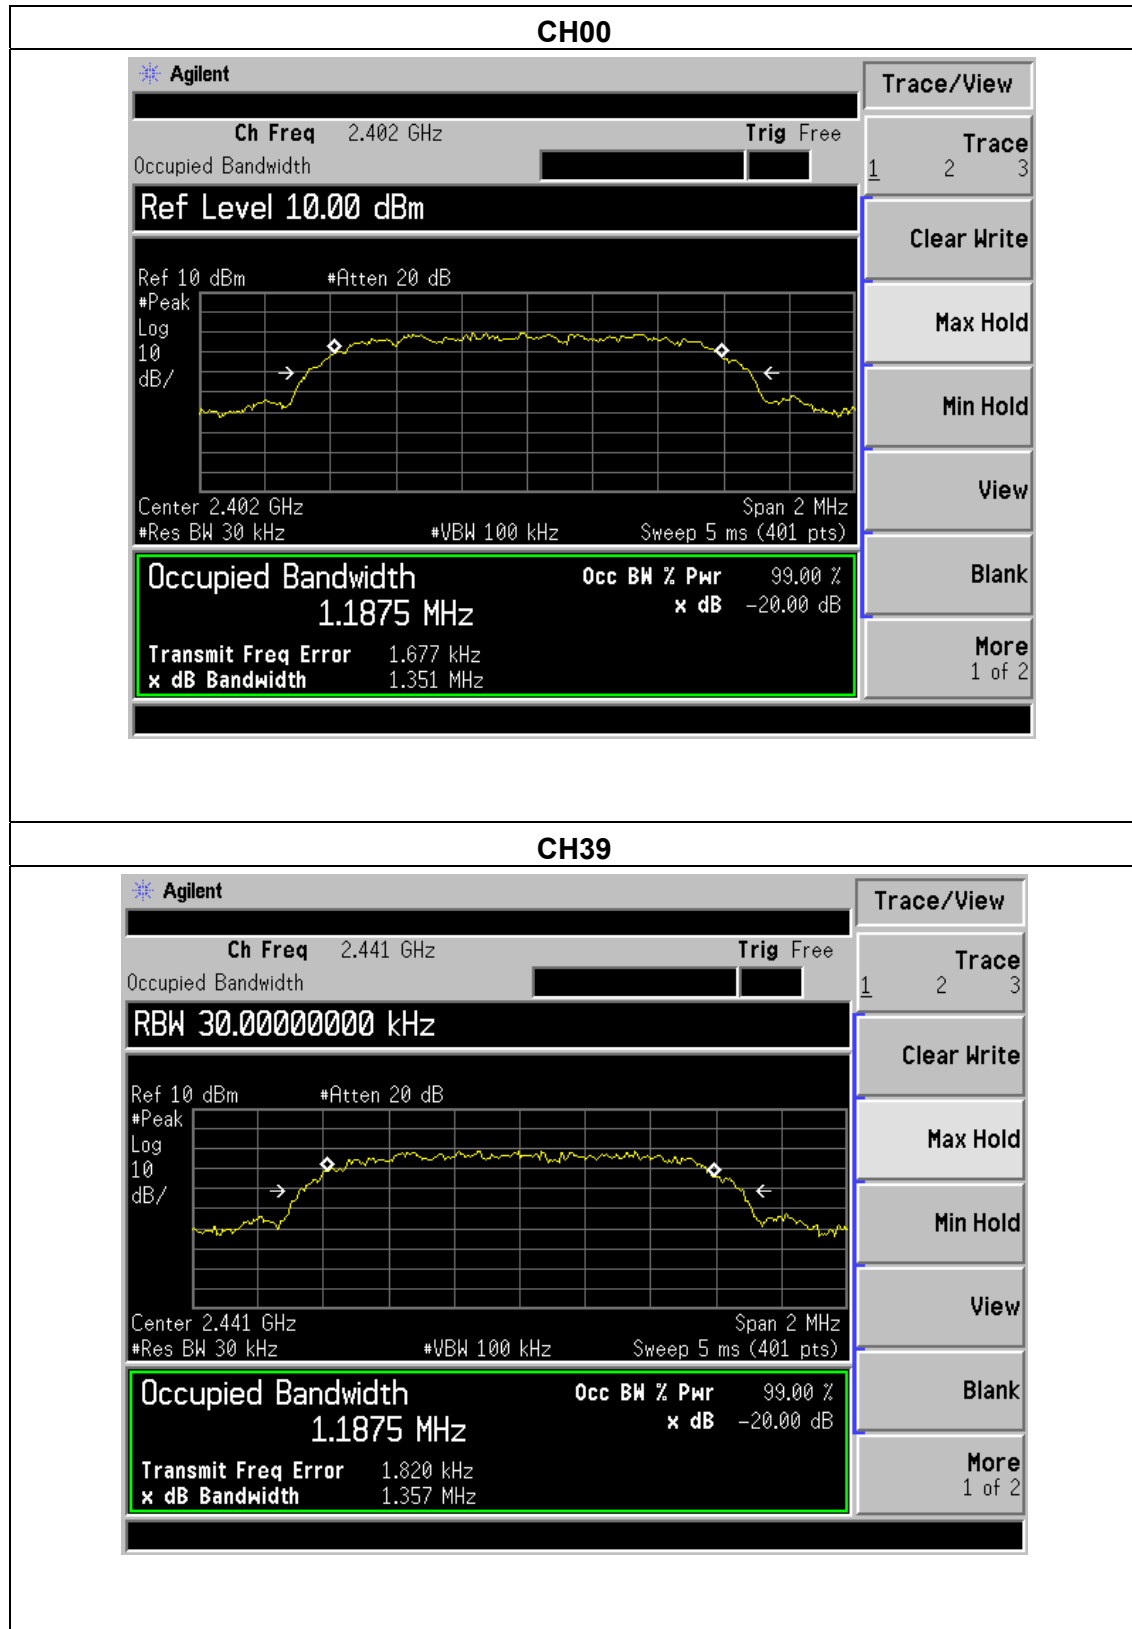 CH00
Agilent
Trace/View
Ch Freq 2.402 GHz Trig Free
Occupied Bandwidth
Trace
1 2 3
Ref Level 10.00 dBm
Clear Write
Ref 10 dBm #Atten 20 dB
#Peak
Log
10
dB/
Max Hold
Min Hold
View
Center 2.402 GHz Span 2 MHz
#Res BW 30 kHz #VBW 100 kHz Sweep 5 ms (401 pts)
Occupied Bandwidth Occ BW % Pwr 99.00 %
1.1875 MHz x dB -20.00 dB
Blank
Transmit Freq Error 1.677 kHz
x dB Bandwidth 1.351 MHz
More
1 of 2
CH39
Agilent
Trace/View
Ch Freq 2.441 GHz Trig Free
Occupied Bandwidth
Trace
1 2 3
RBW 30.00000000 kHz
Clear Write
Ref 10 dBm #Atten 20 dB
#Peak
Log
10
dB/
Max Hold
Min Hold
View
Center 2.441 GHz Span 2 MHz
#Res BW 30 kHz #VBW 100 kHz Sweep 5 ms (401 pts)
Occupied Bandwidth Occ BW % Pwr 99.00 %
1.1875 MHz x dB -20.00 dB
Blank
Transmit Freq Error 1.820 kHz
x dB Bandwidth 1.357 MHz
More
1 of 2